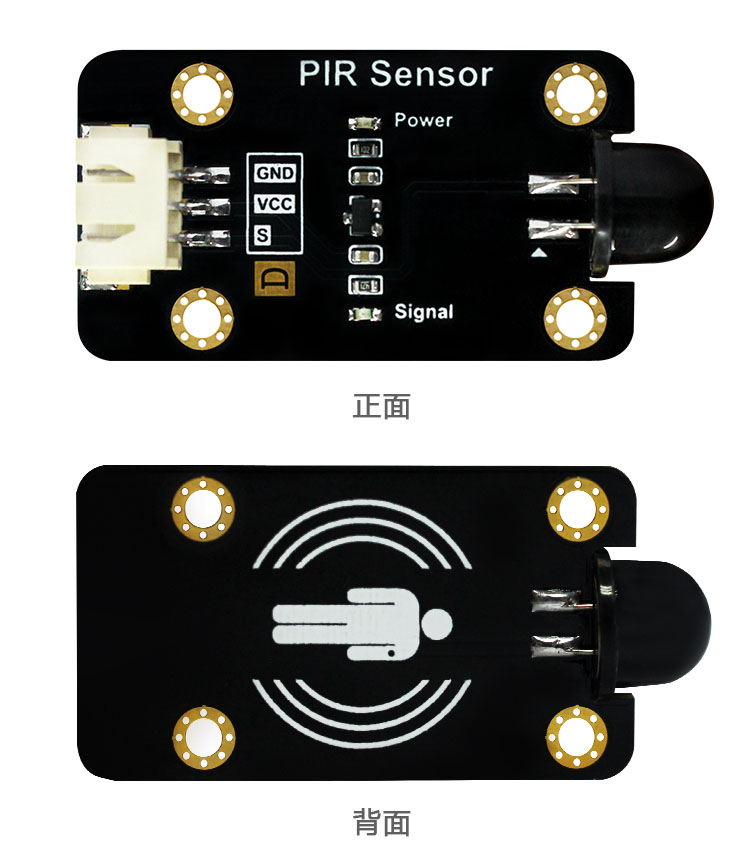 PIR Sensor
Power
GND
VCC
S
D
Signal
正面
背面